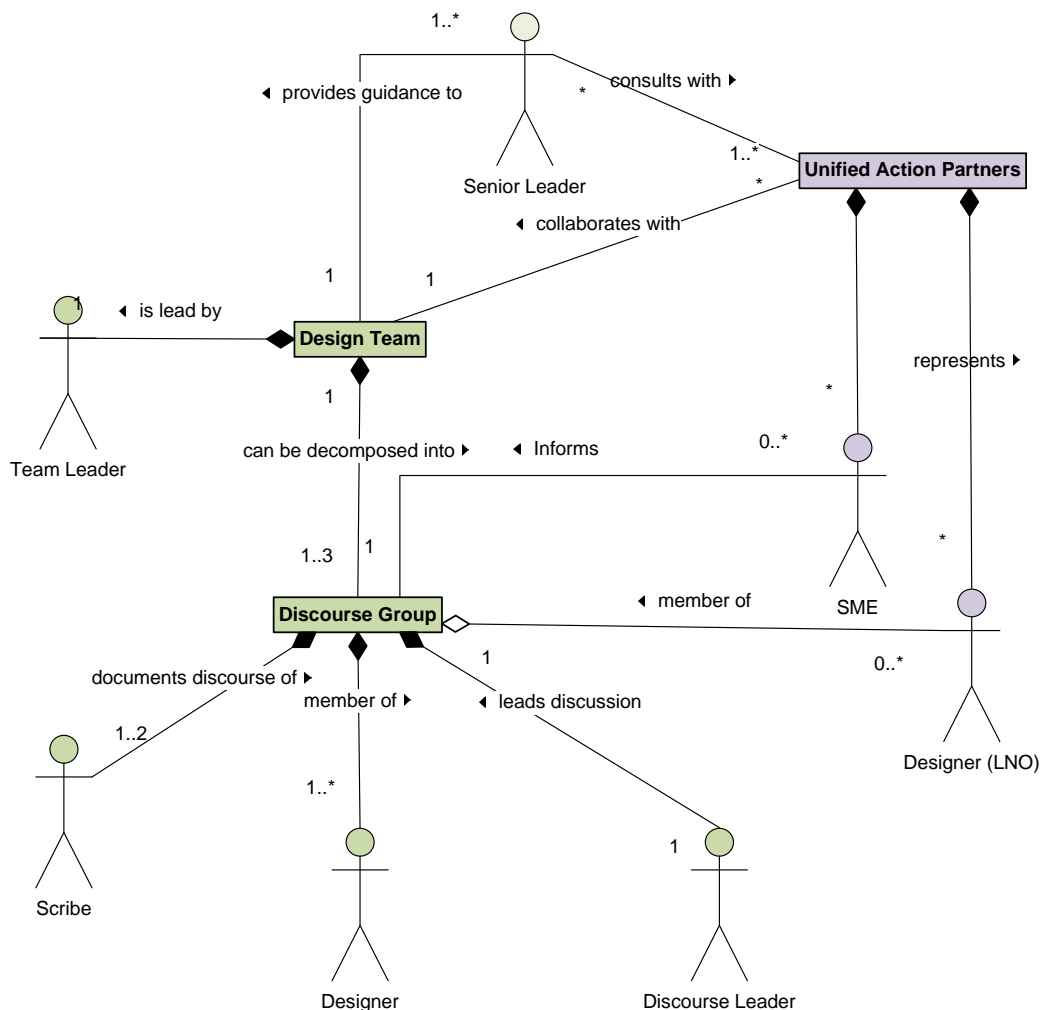 1..*
◂ provides guidance to
consults with ▸
*
1..*
Senior Leader
Unified Action Partners
*
◂ collaborates with
1
1
1
◂ is lead by
Design Team
represents ▸
1
*
can be decomposed into ▸
◂ Informs
0..*
Team Leader
1..3
1
*
Discourse Group
◂ member of
SME
1
0..*
documents discourse of ▸
member of ▸
◂ leads discussion
1..2
Designer (LNO)
1..*
1
Scribe
Designer
Discourse Leader